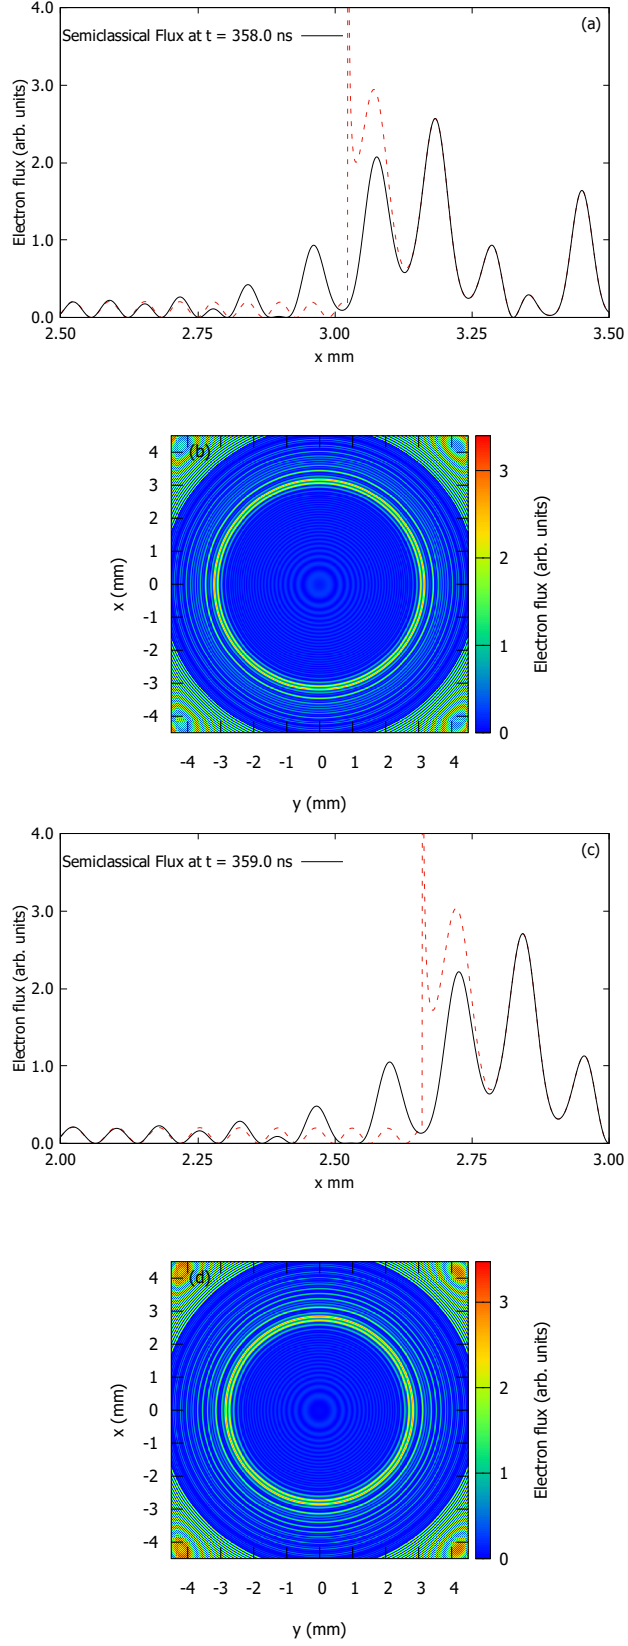 4.0
(a)
Semiclassical Flux at t = 358.0 ns
3.0
2.0
1.0
0.0
Electron flux (arb. units)
2.50 2.75 3.00 3.25 3.50
x mm
(b)
4
3
2
1
0
-1
-2
-3
-4
x (mm)
-4 -3 -2 -1 0 1 2 3 4
y (mm)
3
2
1
0
Electron flux (arb. units)
4.0
(c)
Semiclassical Flux at t = 359.0 ns
3.0
2.0
1.0
0.0
Electron flux (arb. units)
2.00 2.25 2.50 2.75 3.00
x mm
(d)
4
3
2
1
0
-1
-2
-3
-4
x (mm)
-4 -3 -2 -1 0 1 2 3 4
y (mm)
3
2
1
0
Electron flux (arb. units)